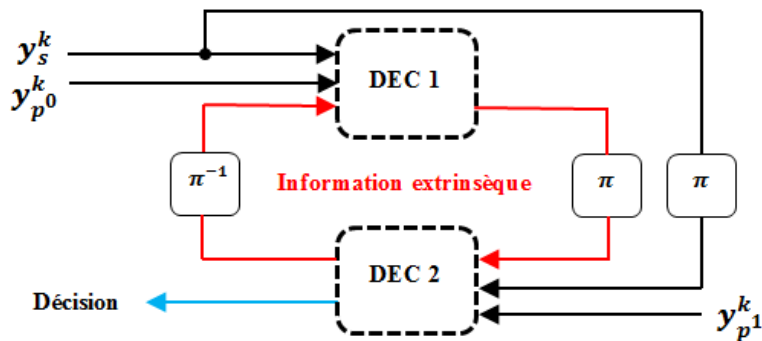 y_s^k
y_{p^0}^k
DEC 1
π^{-1}
Information extrinsèque
π
π
DEC 2
Décision
y_{p^1}^k